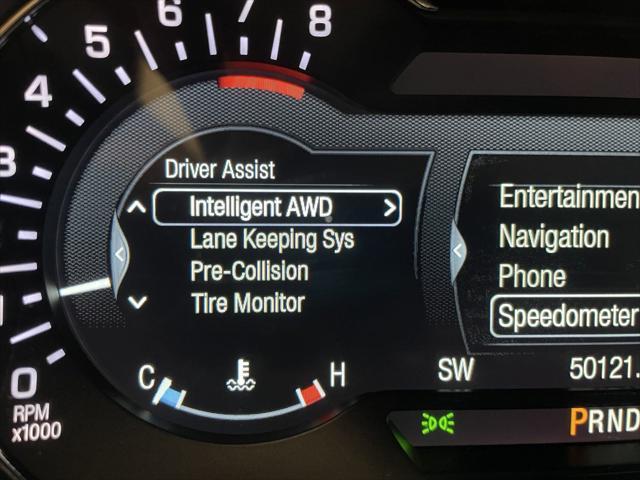 8
7
6
5
4
3
1
0
RPM
x1000
Driver Assist
Intelligent AWD
Lane Keeping Sys
Pre-Collision
Tire Monitor
C
H
Entertainmen
Navigation
Phone
Speedometer
SW
50121.
PRND